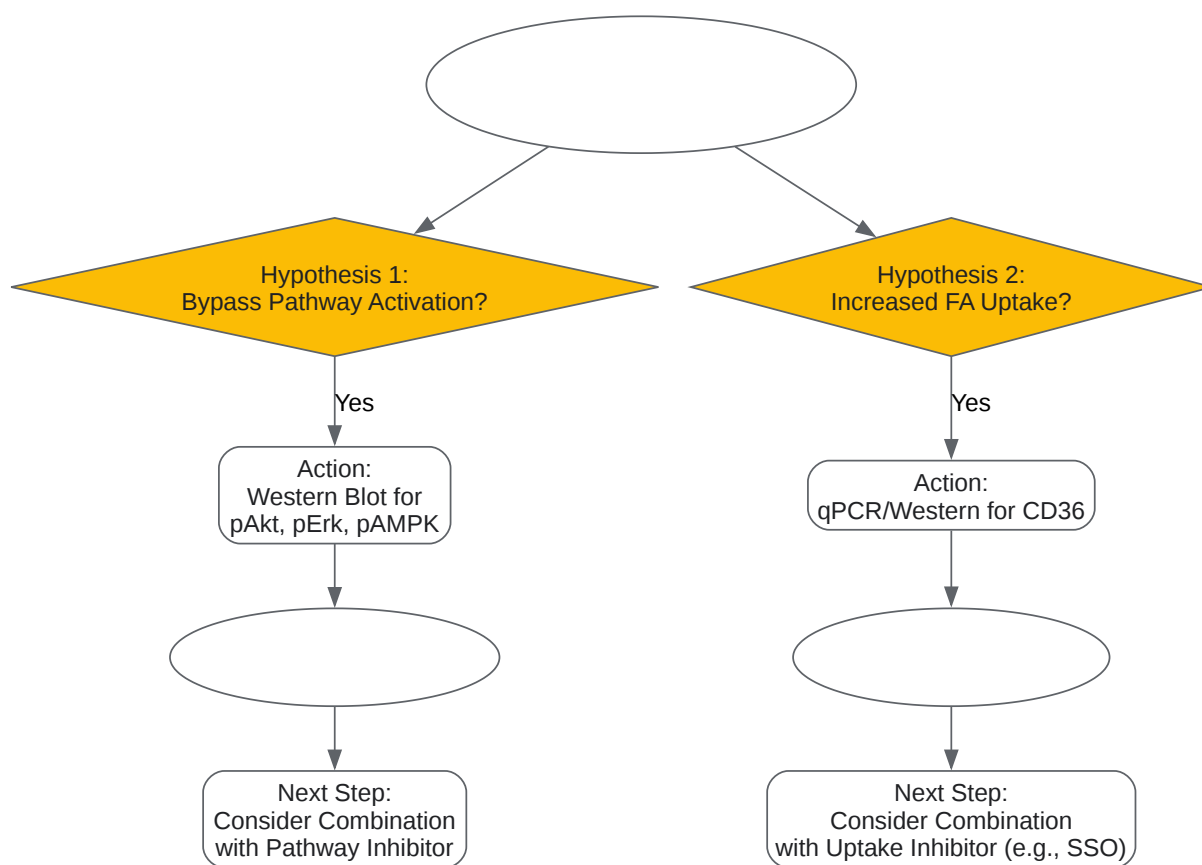 Hypothesis 1:
Bypass Pathway Activation?
Yes
Action:
Western Blot for
pAkt, pErk, pAMPK
Next Step:
Consider Combination
with Pathway Inhibitor
Hypothesis 2:
Increased FA Uptake?
Yes
Action:
qPCR/Western for CD36
Next Step:
Consider Combination
with Uptake Inhibitor (e.g., SSO)